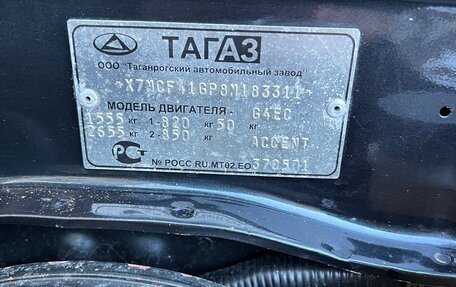 ТАГАЗ
ООО "Таганрогский автомобильный завод"
-X7MCF41GP8M183311-
МОДЕЛЬ ДВИГАТЕЛЯ - G4EC
1555 кг 1-820 кг 50 кг
2655 кг 2-850 кг ACCENT
№ РОСС RU.MT02.E0 370501